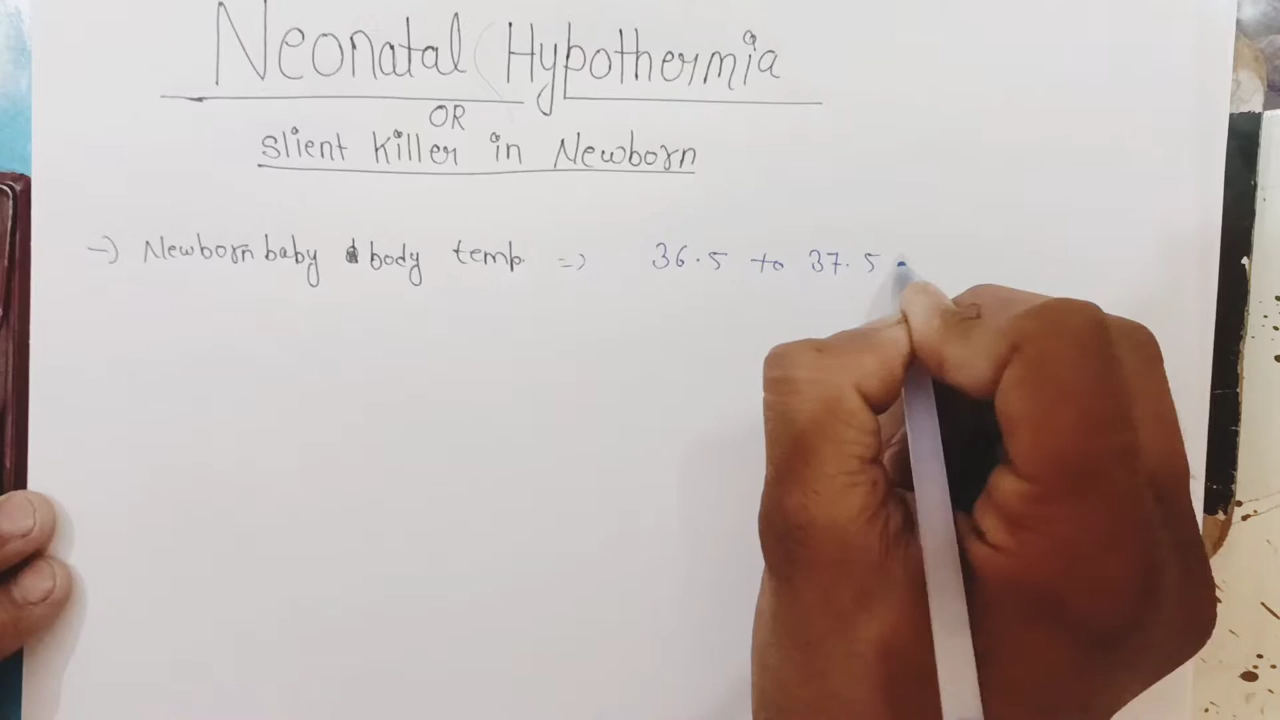 Neonatal Hypothermia
OR
slient killer in Newborn
→ Newborn baby body temp. => 36.5 to 37.5